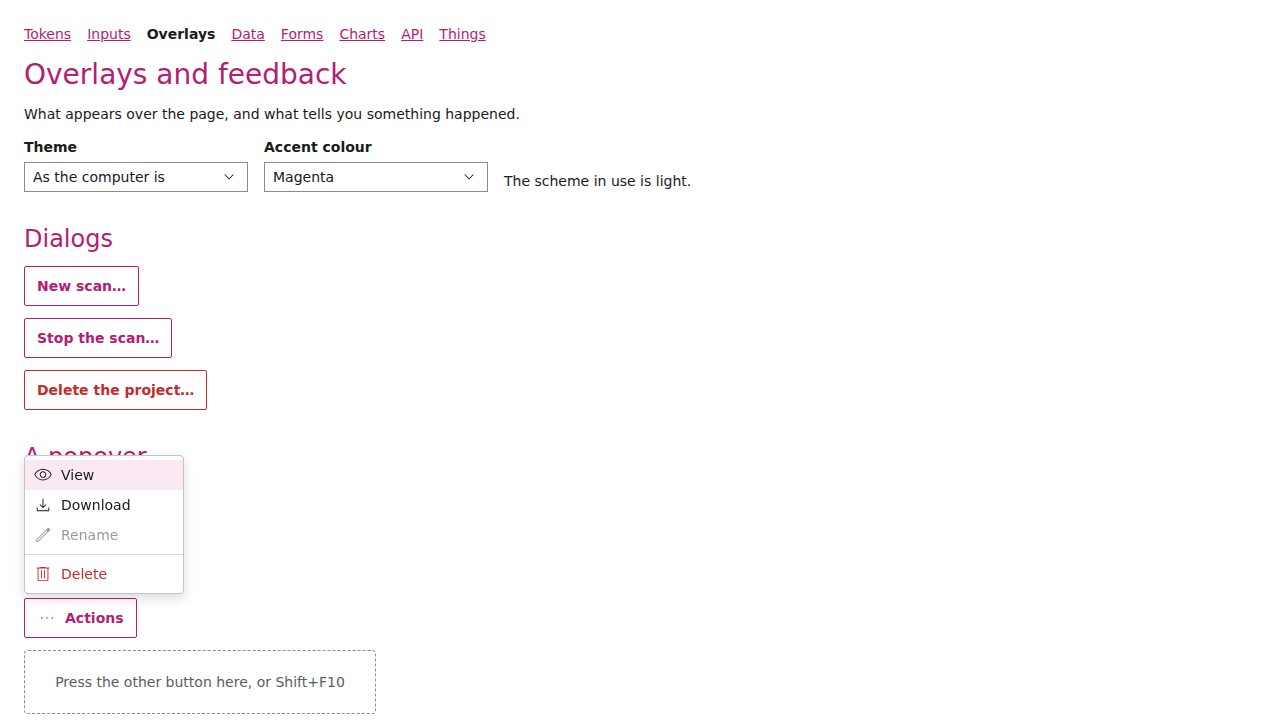 Tokens Inputs Overlays Data Forms Charts API Things
Overlays and feedback
What appears over the page, and what tells you something happened.
Theme Accent colour
As the computer is Magenta The scheme in use is light.
Dialogs
New scan…
Stop the scan…
Delete the project…
A popover
View
Download
Rename
Delete
Actions
Press the other button here, or Shift+F10